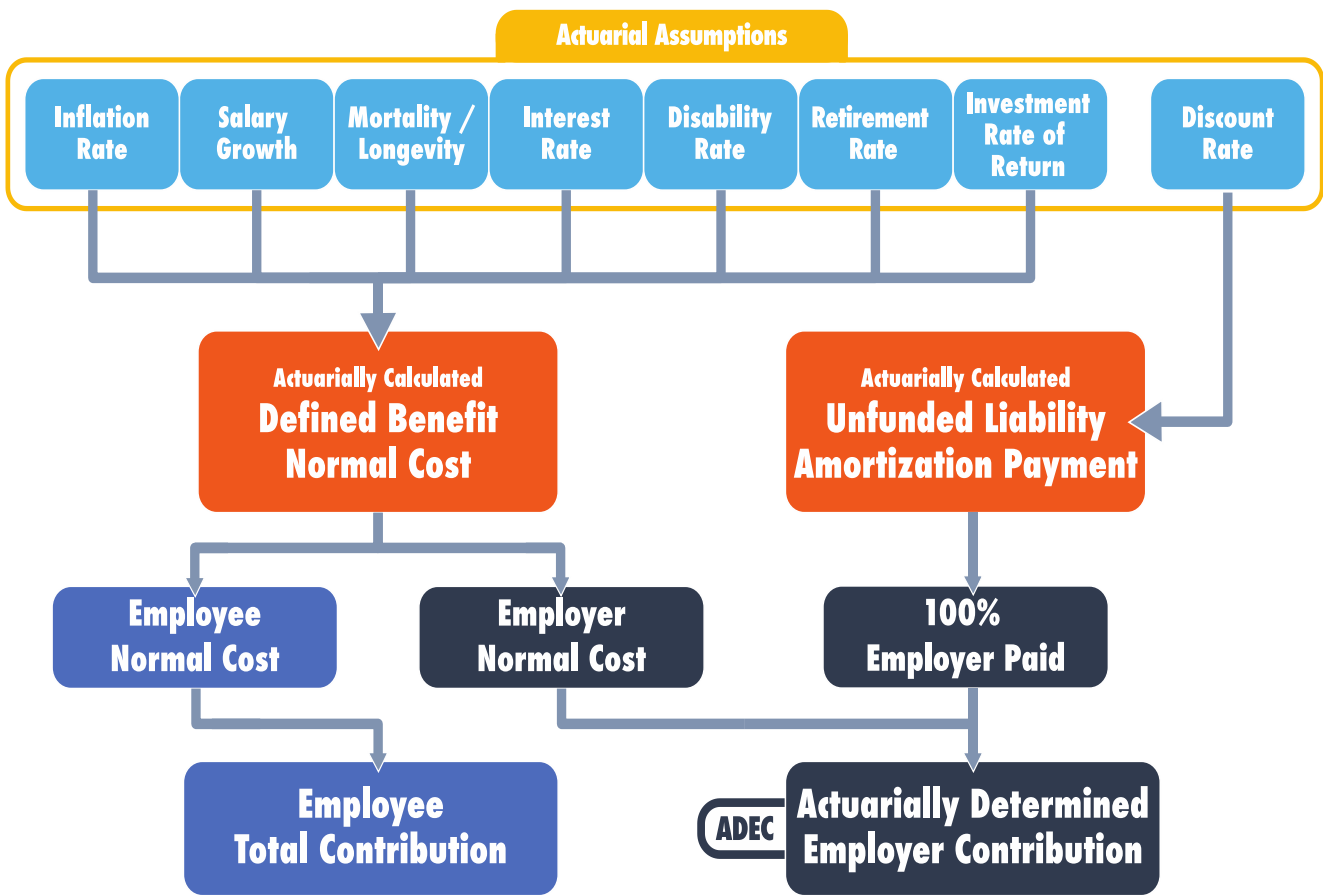 Actuarial Assumptions
Inflation
Rate
Salary
Growth
Mortality /
Longevity
Interest
Rate
Disability
Rate
Retirement
Rate
Investment
Rate of
Return
Discount
Rate
Actuarially Calculated
Defined Benefit
Normal Cost
Actuarially Calculated
Unfunded Liability
Amortization Payment
Employee
Normal Cost
Employer
Normal Cost
100%
Employer Paid
Employee
Total Contribution
ADEC
Actuarially Determined
Employer Contribution